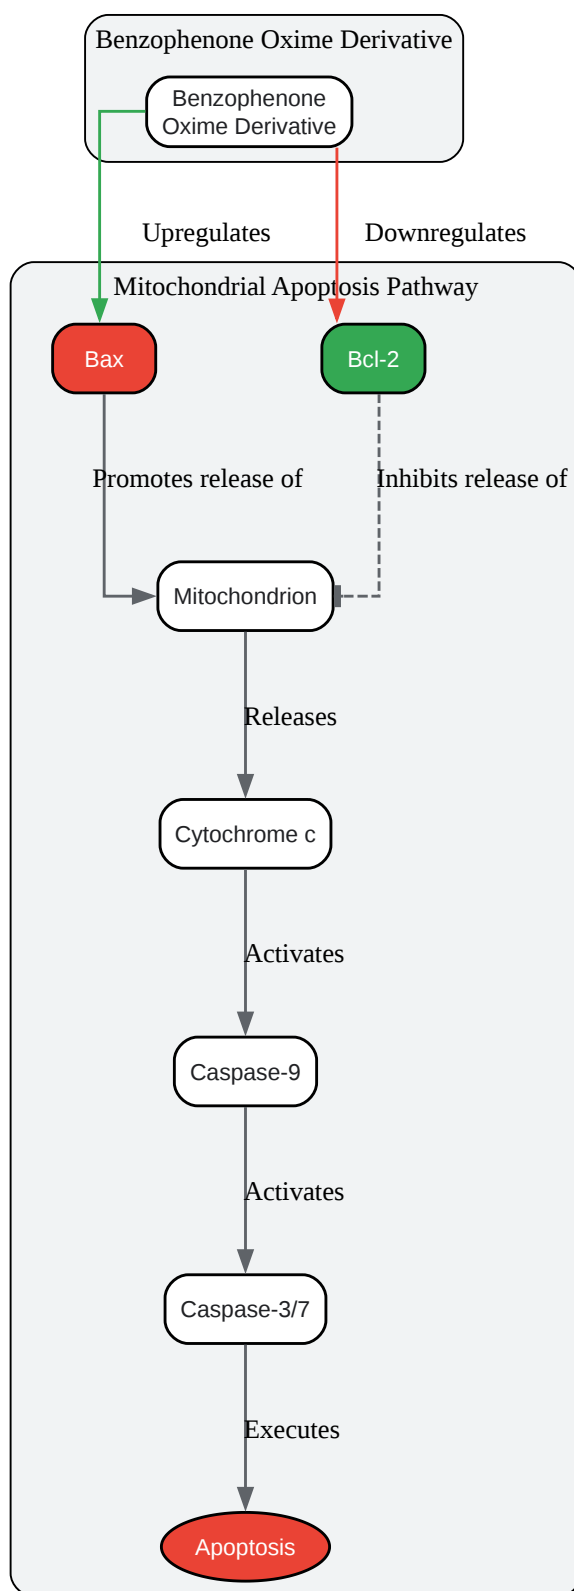 Benzophenone Oxime Derivative
Benzophenone
Oxime Derivative
Upregulates
Downregulates
Mitochondrial Apoptosis Pathway
Bax
Bcl-2
Promotes release of
Inhibits release of
Mitochondrion
Releases
Cytochrome c
Activates
Caspase-9
Activates
Caspase-3/7
Executes
Apoptosis